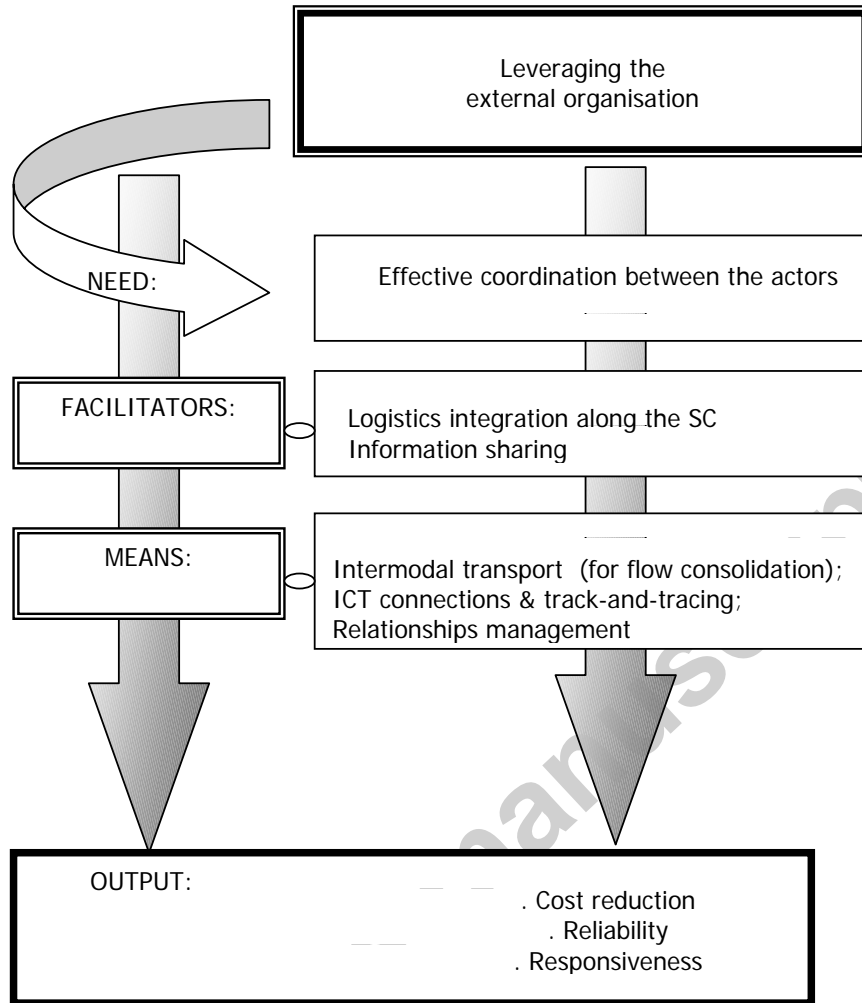 Leveraging the
external organisation
NEED:
Effective coordination between the actors
FACILITATORS:
Logistics integration along the SC
Information sharing
MEANS:
Intermodal transport (for flow consolidation);
ICT connections & track-and-tracing;
Relationships management
OUTPUT:
. Cost reduction
. Reliability
. Responsiveness